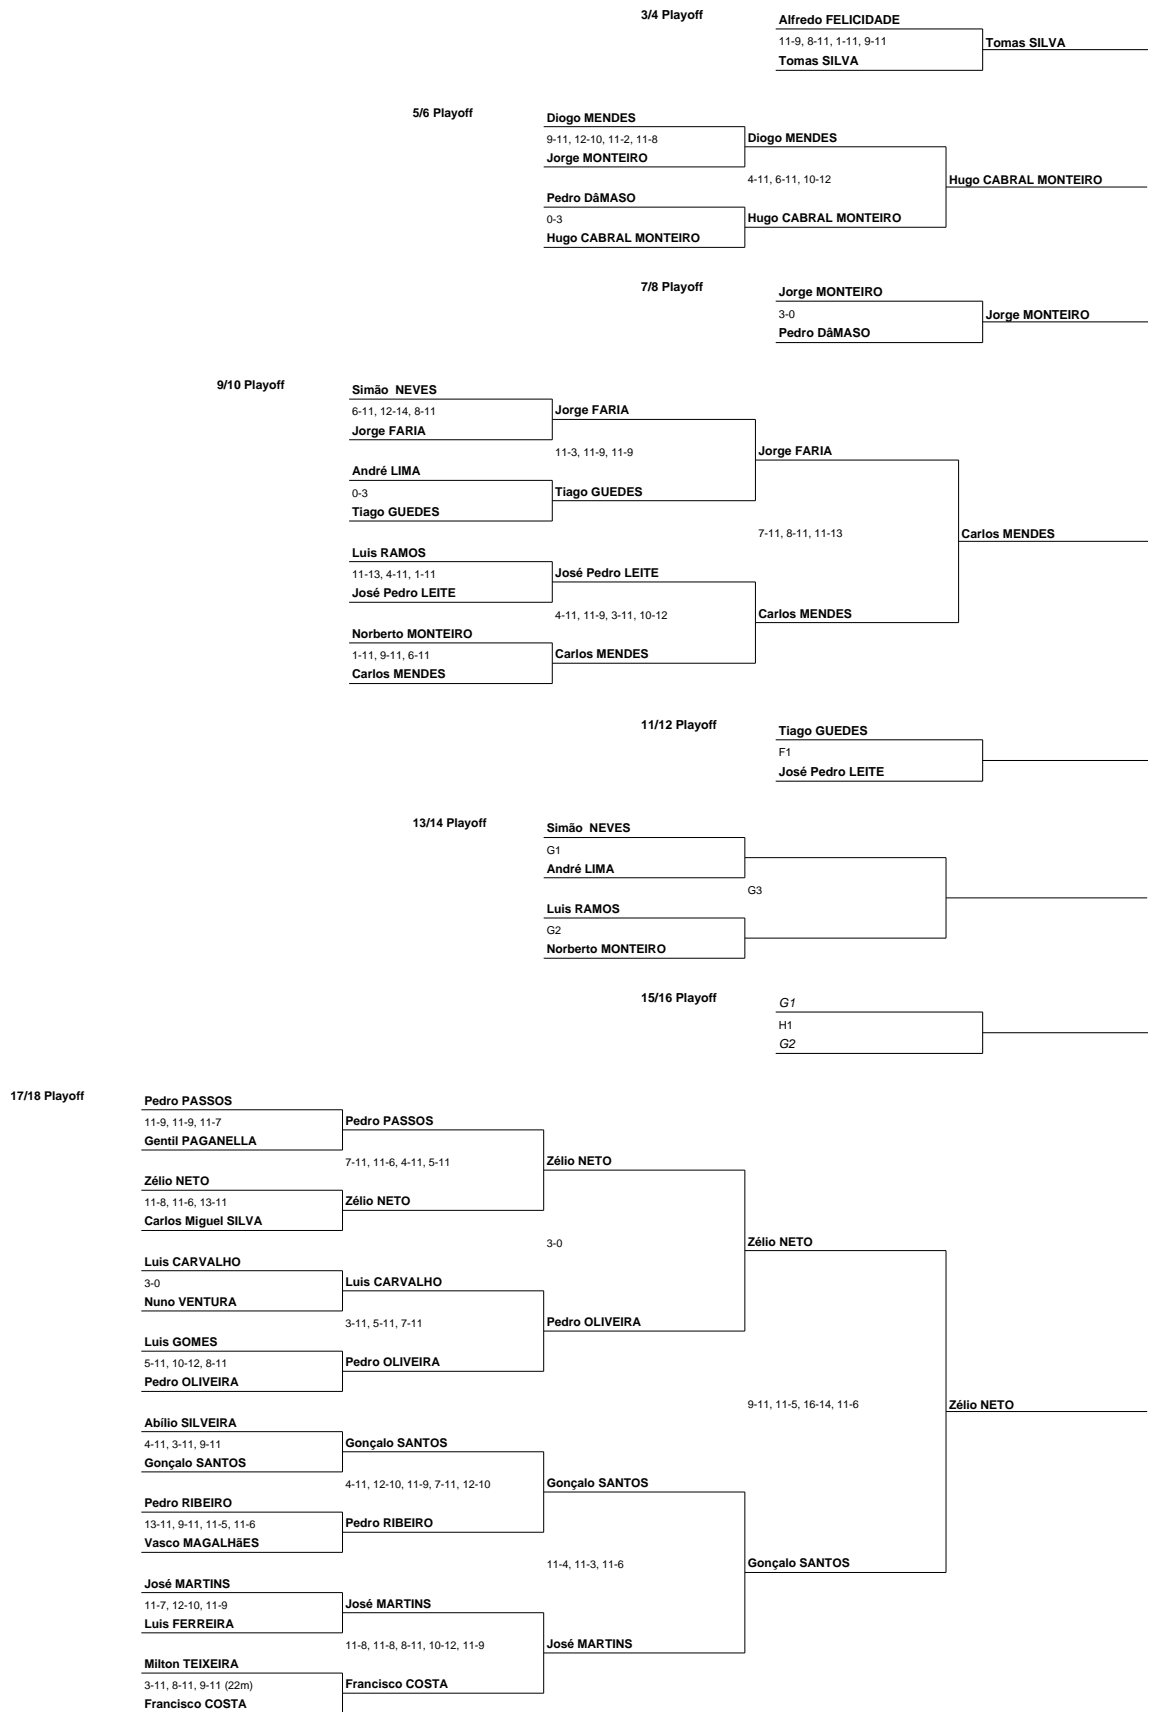 3/4 Playoff
Alfredo FELICIDADE
11-9, 8-11, 1-11, 9-11
Tomas SILVA
Tomas SILVA
5/6 Playoff
Diogo MENDES
9-11, 12-10, 11-2, 11-8
Diogo MENDES
Jorge MONTEIRO
4-11, 6-11, 10-12
Hugo CABRAL MONTEIRO
Pedro DâMASO
0-3
Hugo CABRAL MONTEIRO
Hugo CABRAL MONTEIRO
7/8 Playoff
Jorge MONTEIRO
3-0
Jorge MONTEIRO
Pedro DâMASO
9/10 Playoff
Simão  NEVES
6-11, 12-14, 8-11
Jorge FARIA
Jorge FARIA
11-3, 11-9, 11-9
Jorge FARIA
André LIMA
0-3
Tiago GUEDES
Tiago GUEDES
7-11, 8-11, 11-13
Carlos MENDES
Luis RAMOS
11-13, 4-11, 1-11
José Pedro LEITE
José Pedro LEITE
4-11, 11-9, 3-11, 10-12
Carlos MENDES
Norberto MONTEIRO
1-11, 9-11, 6-11
Carlos MENDES
Carlos MENDES
11/12 Playoff
Tiago GUEDES
F1
José Pedro LEITE
13/14 Playoff
Simão  NEVES
G1
André LIMA
G3
Luis RAMOS
G2
Norberto MONTEIRO
15/16 Playoff
G1
H1
G2
17/18 Playoff
Pedro PASSOS
11-9, 11-9, 11-7
Pedro PASSOS
Gentil PAGANELLA
7-11, 11-6, 4-11, 5-11
Zélio NETO
Zélio NETO
11-8, 11-6, 13-11
Zélio NETO
Carlos Miguel SILVA
3-0
Zélio NETO
Luis CARVALHO
3-0
Luis CARVALHO
Nuno VENTURA
3-11, 5-11, 7-11
Pedro OLIVEIRA
Luis GOMES
5-11, 10-12, 8-11
Pedro OLIVEIRA
Pedro OLIVEIRA
9-11, 11-5, 16-14, 11-6
Zélio NETO
Abílio SILVEIRA
4-11, 3-11, 9-11
Gonçalo SANTOS
Gonçalo SANTOS
4-11, 12-10, 11-9, 7-11, 12-10
Gonçalo SANTOS
Pedro RIBEIRO
13-11, 9-11, 11-5, 11-6
Pedro RIBEIRO
Vasco MAGALHãES
11-4, 11-3, 11-6
Gonçalo SANTOS
José MARTINS
11-7, 12-10, 11-9
José MARTINS
Luis FERREIRA
11-8, 11-8, 8-11, 10-12, 11-9
José MARTINS
Milton TEIXEIRA
3-11, 8-11, 9-11 (22m)
Francisco COSTA
Francisco COSTA